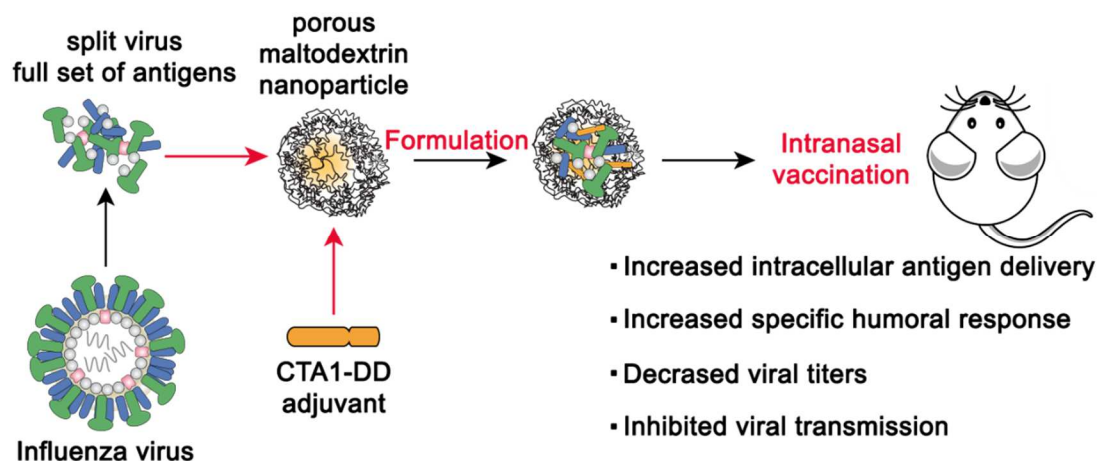 split virus
full set of antigens
porous
maltodextrin
nanoparticle
Formulation
Intranasal
vaccination
Influenza virus
CTA1-DD
adjuvant
▪ Increased intracellular antigen delivery
▪ Increased specific humoral response
▪ Decrased viral titers
▪ Inhibited viral transmission